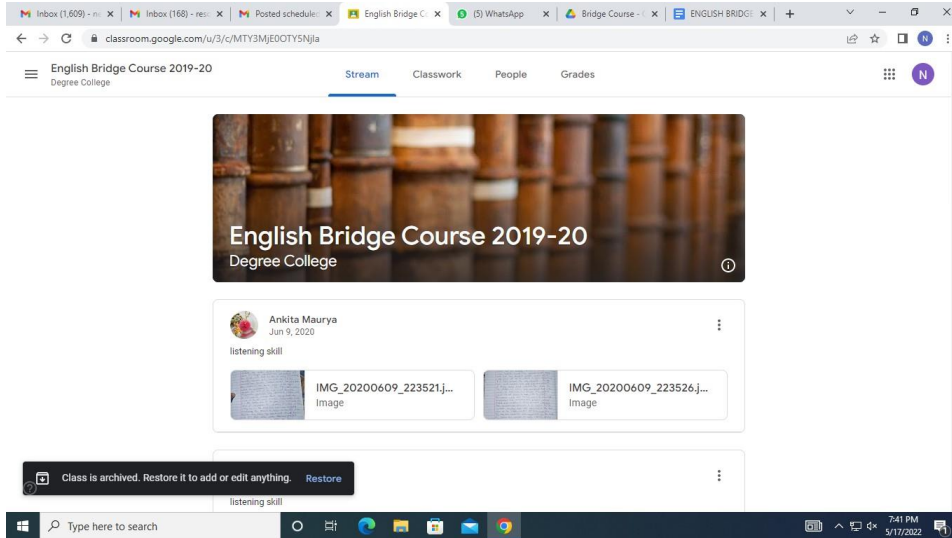 Inbox (1,609) - n
Inbox (168) - res
Posted schedule
English Bridge C
(5) WhatsApp
Bridge Course -
ENGLISH BRIDGE
classroom.google.com/u/3/c/MTY3MjE0OTY5Njla
N
English Bridge Course 2019-20
Degree College
Stream
Classwork
People
Grades
N
English Bridge Course 2019-20
Degree College
Ankita Maurya
Jun 9, 2020
listening skill
IMG_20200609_223521.j...
Image
IMG_20200609_223526.j...
Image
Class is archived. Restore it to add or edit anything. Restore
listening skill
Type here to search
7:41 PM
5/17/2022